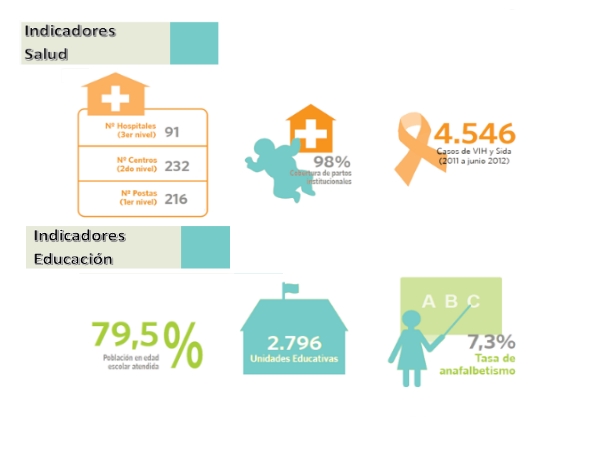 Indicadores
Salud
Nº Hospitales
(3er nivel) 91
Nº Centros
(2de nivel) 232
Nº Postas
(1er nivel) 216
98%
Cobertura de partos
institucionales
4.546
Casos de VIH y Sida
(2011 a junio 2012)
Indicadores
Educación
79,5%
Población en edad
escolar atendida
2.796
Unidades Educativas
A B C
7,3%
Tasa de
anafalbetismo